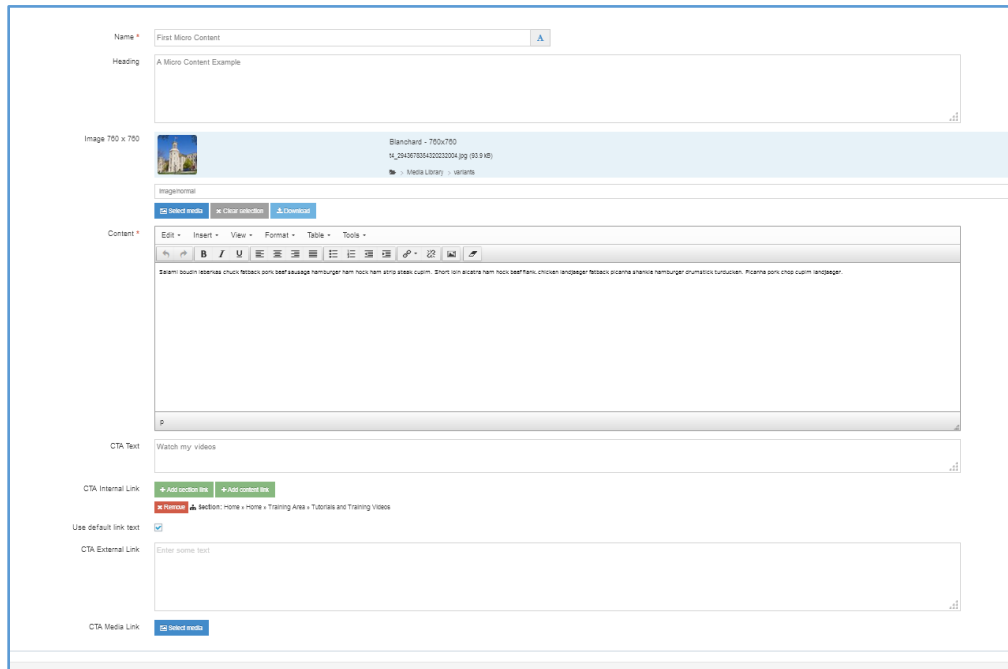 Name *
First Micro Content
A
Heading
A Micro Content Example
Image 760 x 760
Blanchard - 760x760
t4_2943678384320232004.jpg (93.9 kB)
> Media Library > variants
imagenormal
Select media
Clear selection
Download
Content *
Edit Insert View Format Table Tools
B I U
Salami boudin leberkas chuck fatback pork beef sausage hamburger ham hock ham strip steak cupim. Short loin alcatra ham hock beef flank chicken landjaeger fatback picanha shankle hamburger drumstick turducken. Picanha pork chop cupim landjaeger.
p
CTA Text
Watch my videos
CTA Internal Link
+ Add section link + Add content link
Remove Section: Home » Home » Training Area » Tutorials and Training Videos
Use default link text
CTA External Link
Enter some text
CTA Media Link
Select media